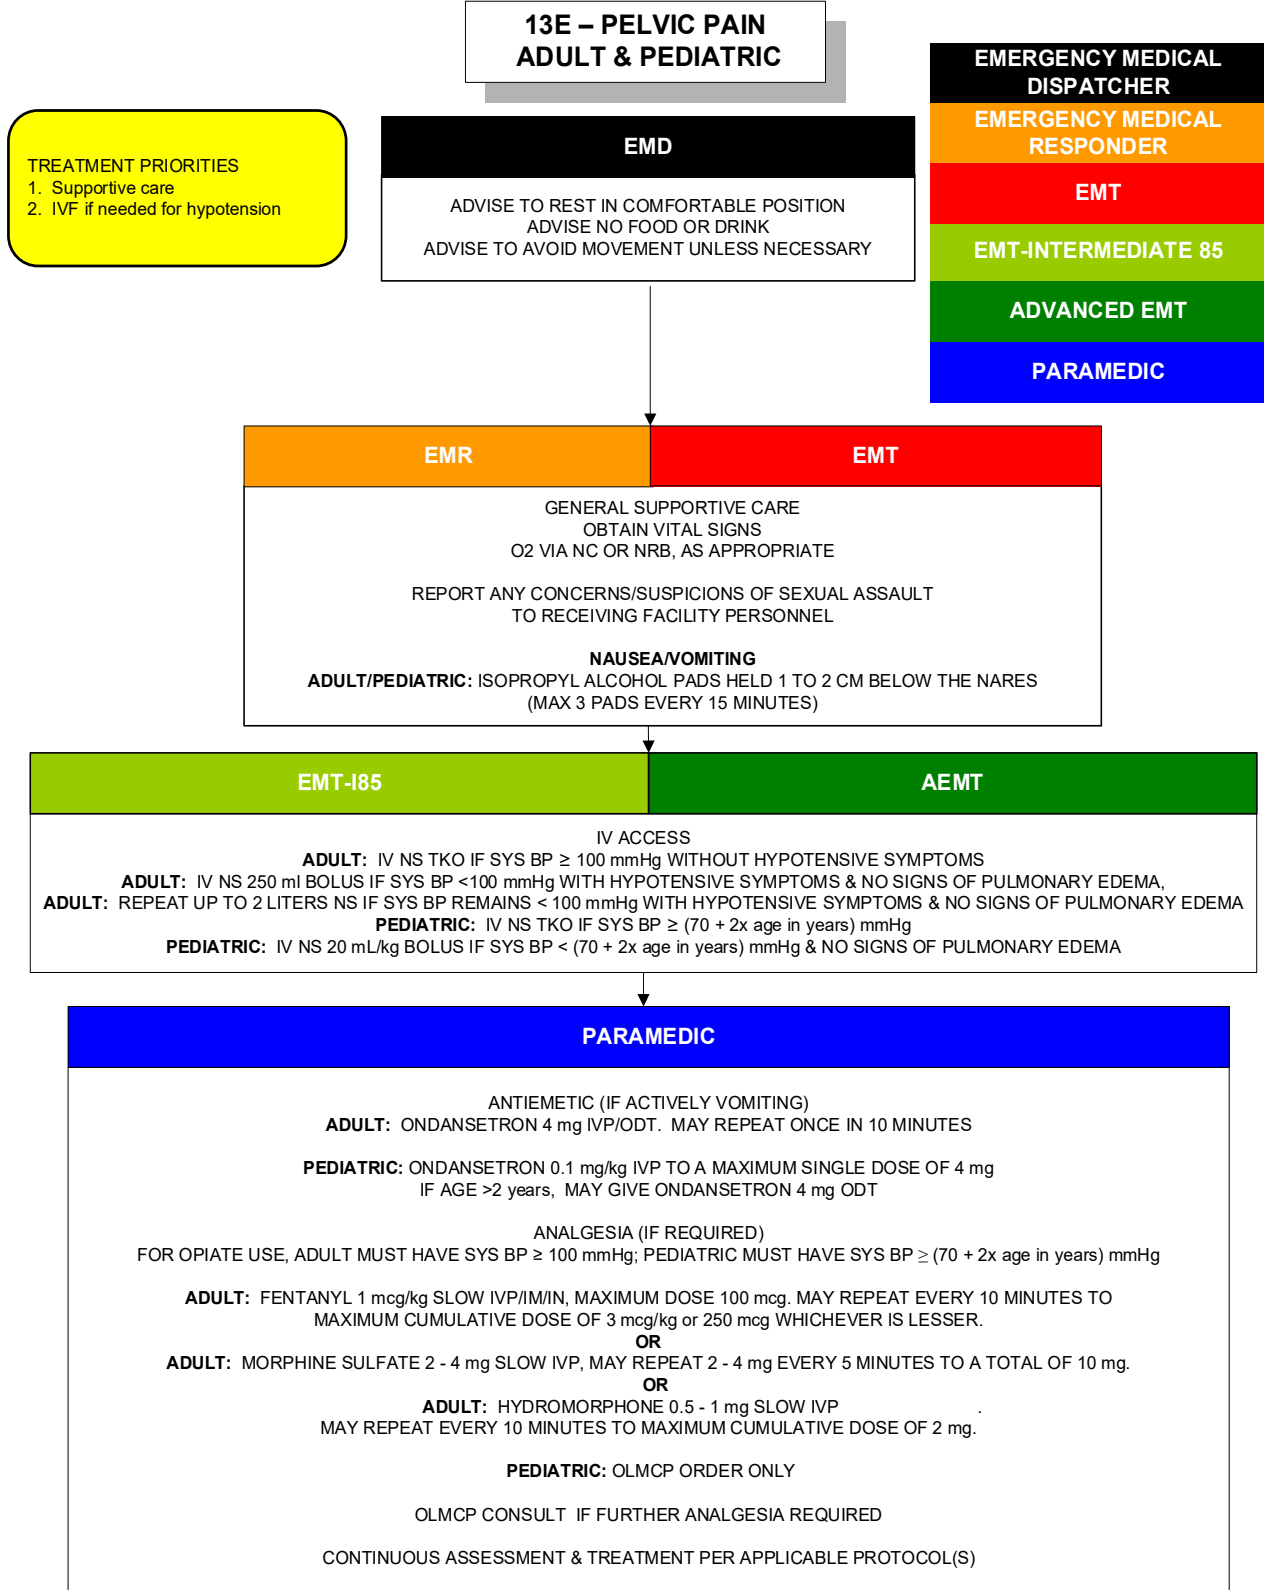 13E – PELVIC PAIN
ADULT & PEDIATRIC
TREATMENT PRIORITIES
1. Supportive care
2. IVF if needed for hypotension
EMD
ADVISE TO REST IN COMFORTABLE POSITION
ADVISE NO FOOD OR DRINK
ADVISE TO AVOID MOVEMENT UNLESS NECESSARY
EMERGENCY MEDICAL
DISPATCHER
EMERGENCY MEDICAL
RESPONDER
EMT
EMT-INTERMEDIATE 85
ADVANCED EMT
PARAMEDIC
EMR
EMT
GENERAL SUPPORTIVE CARE
OBTAIN VITAL SIGNS
O2 VIA NC OR NRB, AS APPROPRIATE
REPORT ANY CONCERNS/SUSPICIONS OF SEXUAL ASSAULT
TO RECEIVING FACILITY PERSONNEL
NAUSEA/VOMITING
ADULT/PEDIATRIC: ISOPROPYL ALCOHOL PADS HELD 1 TO 2 CM BELOW THE NARES
(MAX 3 PADS EVERY 15 MINUTES)
EMT-I85
AEMT
IV ACCESS
ADULT: IV NS TKO IF SYS BP ≥ 100 mmHg WITHOUT HYPOTENSIVE SYMPTOMS
ADULT: IV NS 250 ml BOLUS IF SYS BP <100 mmHg WITH HYPOTENSIVE SYMPTOMS & NO SIGNS OF PULMONARY EDEMA,
ADULT: REPEAT UP TO 2 LITERS NS IF SYS BP REMAINS < 100 mmHg WITH HYPOTENSIVE SYMPTOMS & NO SIGNS OF PULMONARY EDEMA
PEDIATRIC: IV NS TKO IF SYS BP ≥ (70 + 2x age in years) mmHg
PEDIATRIC: IV NS 20 mL/kg BOLUS IF SYS BP < (70 + 2x age in years) mmHg & NO SIGNS OF PULMONARY EDEMA
PARAMEDIC
ANTIEMETIC (IF ACTIVELY VOMITING)
ADULT: ONDANSETRON 4 mg IVP/ODT. MAY REPEAT ONCE IN 10 MINUTES
PEDIATRIC: ONDANSETRON 0.1 mg/kg IVP TO A MAXIMUM SINGLE DOSE OF 4 mg
IF AGE >2 years, MAY GIVE ONDANSETRON 4 mg ODT
ANALGESIA (IF REQUIRED)
FOR OPIATE USE, ADULT MUST HAVE SYS BP ≥ 100 mmHg; PEDIATRIC MUST HAVE SYS BP ≥ (70 + 2x age in years) mmHg
ADULT: FENTANYL 1 mcg/kg SLOW IVP/IM/IN, MAXIMUM DOSE 100 mcg. MAY REPEAT EVERY 10 MINUTES TO
MAXIMUM CUMULATIVE DOSE OF 3 mcg/kg or 250 mcg WHICHEVER IS LESSER.
OR
ADULT: MORPHINE SULFATE 2 - 4 mg SLOW IVP, MAY REPEAT 2 - 4 mg EVERY 5 MINUTES TO A TOTAL OF 10 mg.
OR
ADULT: HYDROMORPHONE 0.5 - 1 mg SLOW IVP .
MAY REPEAT EVERY 10 MINUTES TO MAXIMUM CUMULATIVE DOSE OF 2 mg.
PEDIATRIC: OLMCP ORDER ONLY
OLMCP CONSULT IF FURTHER ANALGESIA REQUIRED
CONTINUOUS ASSESSMENT & TREATMENT PER APPLICABLE PROTOCOL(S)